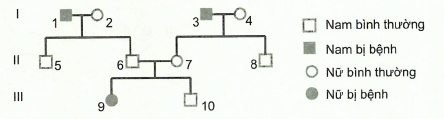 I
1
2
3
4
II
5
6
7
8
III
9
10
Nam bình thường
Nam bị bệnh
Nữ bình thường
Nữ bị bệnh